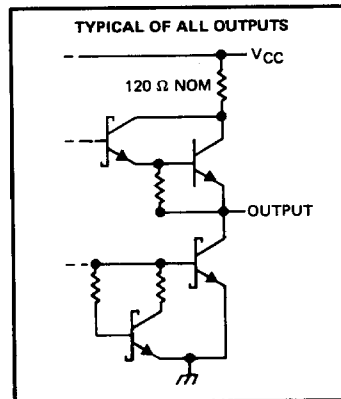 TYPICAL OF ALL OUTPUTS
VCC
120 Ω NOM
OUTPUT